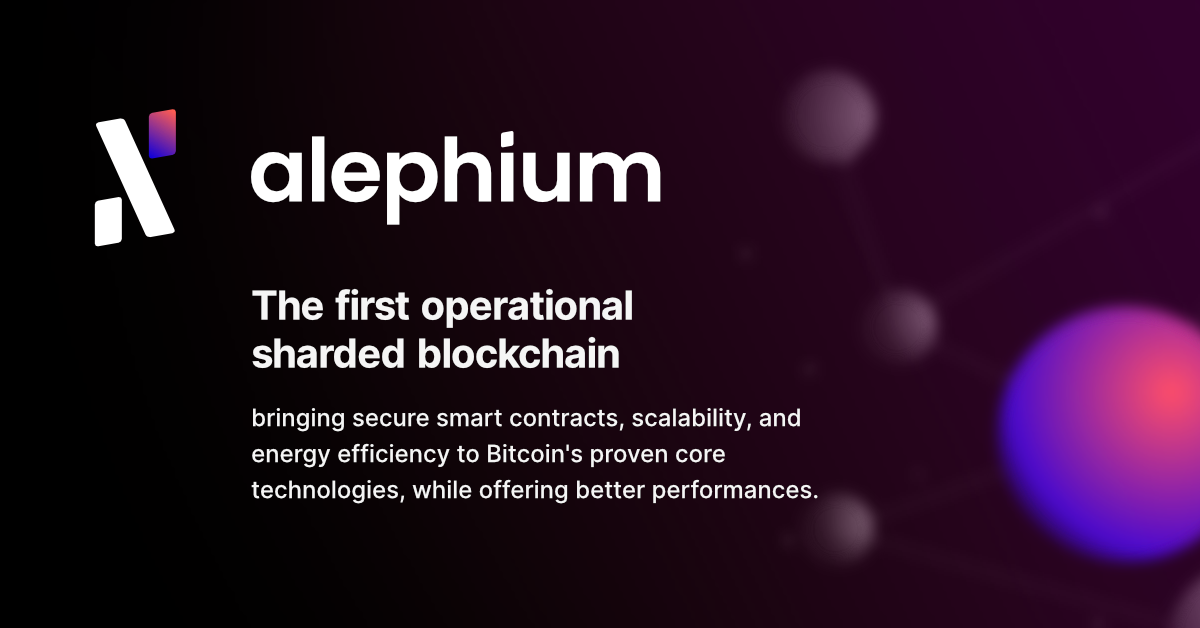 alephium
The first operational
sharded blockchain
bringing secure smart contracts, scalability, and
energy efficiency to Bitcoin's proven core
technologies, while offering better performances.